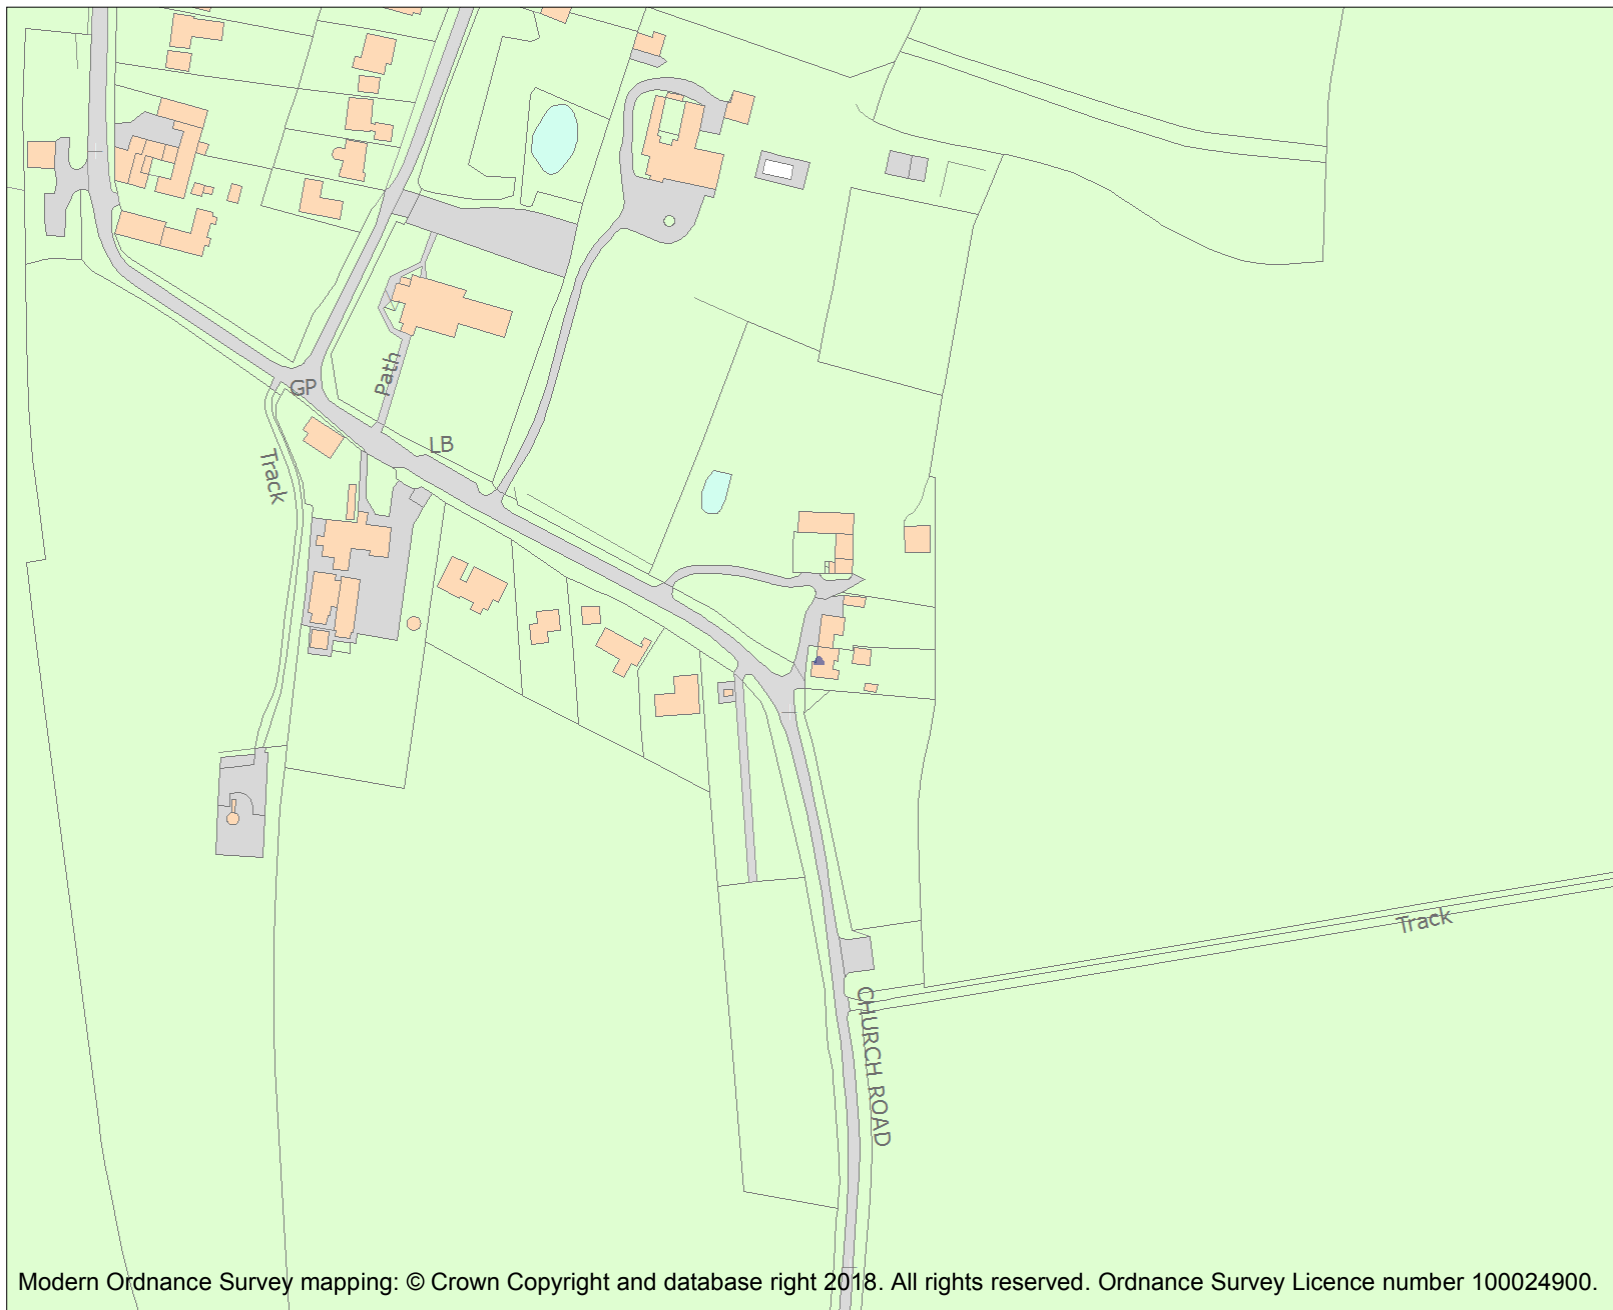 GP
Path
LB
Track
Track
CHURCH ROAD
Modern Ordnance Survey mapping: © Crown Copyright and database right 2018. All rights reserved. Ordnance Survey Licence number 100024900.